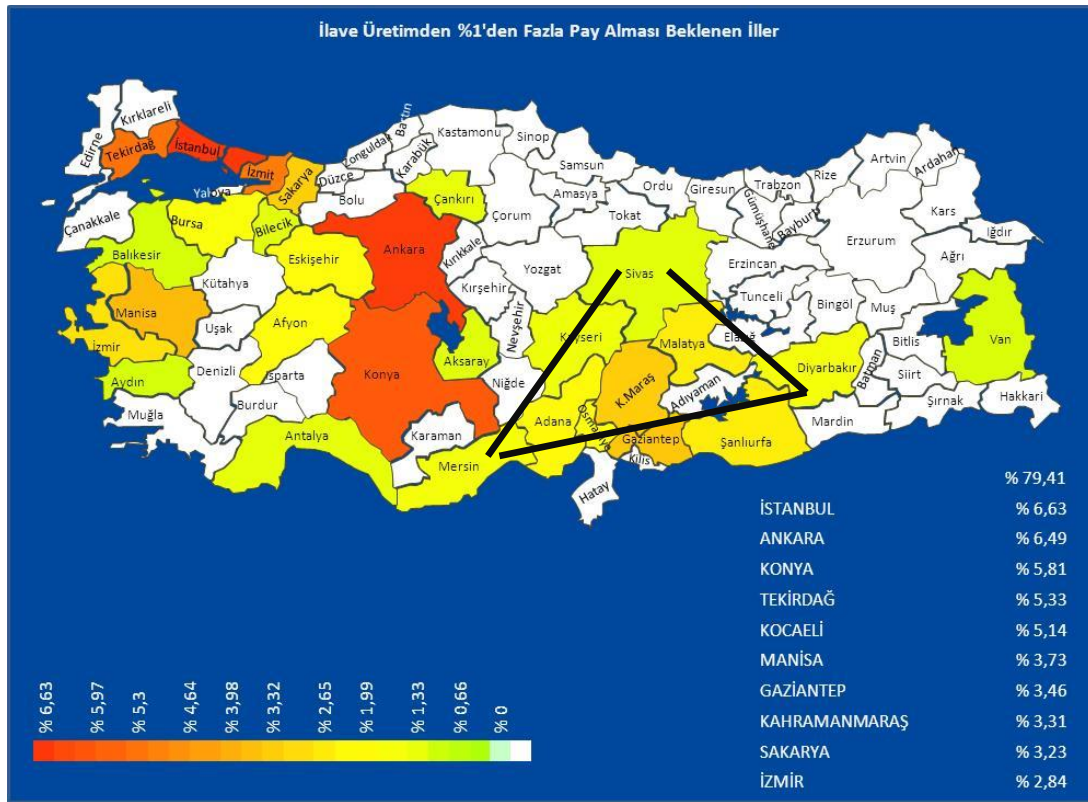 İlave Üretimden %1'den Fazla Pay Alması Beklenen İller
Edirne
Kırklareli
Tekirdağ
İstanbul
İzmit
Yalova
Sakarya
Düzce
Zonguldak
Bartın
Karabük
Kastamonu
Sinop
Samsun
Ordu
Giresun
Trabzon
Rize
Artvin
Ardahan
Çanakkale
Balıkesir
Bursa
Bilecik
Bolu
Çankırı
Çorum
Amasya
Tokat
Gümüşhane
Bayburt
Kars
Iğdır
Erzurum
Ağrı
Eskişehir
Ankara
Kırıkkale
Yozgat
Sivas
Erzincan
Kütahya
Kırşehir
Tunceli
Bingöl
Muş
Manisa
Uşak
Afyon
Nevşehir
Kayseri
Malatya
Elazığ
Bitlis
Van
İzmir
Aydın
Denizli
Isparta
Konya
Aksaray
Niğde
K.Maraş
Adıyaman
Diyarbakır
Batman
Siirt
Şırnak
Hakkari
Muğla
Burdur
Antalya
Karaman
Mersin
Adana
Osmaniye
Gaziantep
Kilis
Şanlıurfa
Mardin
Hatay
% 79,41
İSTANBUL % 6,63
ANKARA % 6,49
KONYA % 5,81
TEKİRDAĞ % 5,33
KOCAELİ % 5,14
MANİSA % 3,73
GAZİANTEP % 3,46
KAHRAMANMARAŞ % 3,31
SAKARYA % 3,23
İZMİR % 2,84
% 6,63
% 5,97
% 5,3
% 4,64
% 3,98
% 3,32
% 2,65
% 1,99
% 1,33
% 0,66
% 0